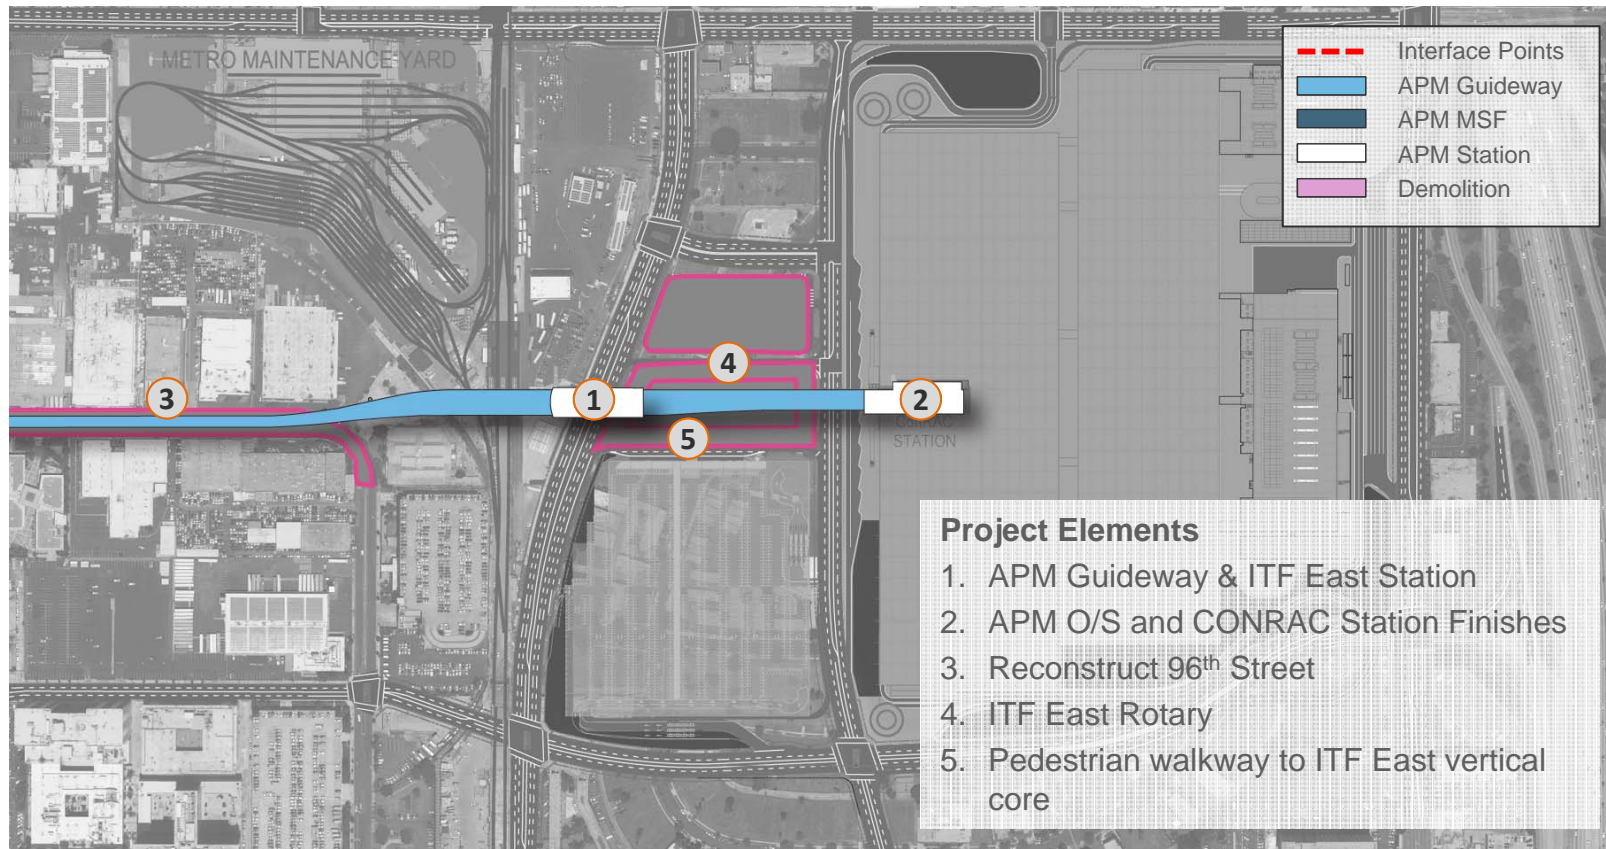 METRO MAINTENANCE YARD
Interface Points
APM Guideway
APM MSF
APM Station
Demolition
3
1
4
5
2
STATION
Project Elements
1. APM Guideway & ITF East Station
2. APM O/S and CONRAC Station Finishes
3. Reconstruct 96th Street
4. ITF East Rotary
5. Pedestrian walkway to ITF East vertical
core